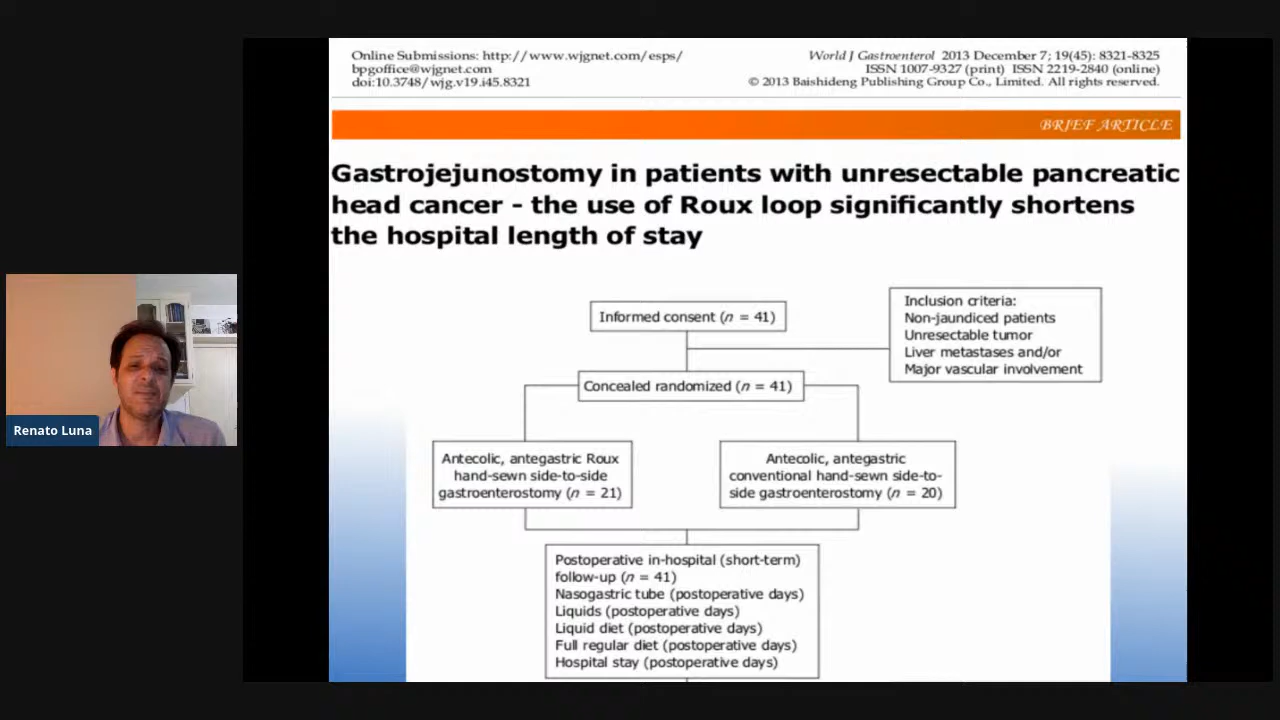 Online Submissions: http://www.wjgnet.com/esps/
bpgoffice@wjgnet.com
doi:10.3748/wjg.v19.i45.8321
World J Gastroenterol 2013 December 7; 19(45): 8321-8325
ISSN 1007-9327 (print) ISSN 2219-2840 (online)
© 2013 Baishideng Publishing Group Co., Limited. All rights reserved.
BRIEF ARTICLE
Gastrojejunostomy in patients with unresectable pancreatic
head cancer - the use of Roux loop significantly shortens
the hospital length of stay
Informed consent (n = 41)
Inclusion criteria:
Non-jaundiced patients
Unresectable tumor
Liver metastases and/or
Major vascular involvement
Concealed randomized (n = 41)
Antecolic, antegastric Roux
hand-sewn side-to-side
gastroenterostomy (n = 21)
Antecolic, antegastric
conventional hand-sewn side-to-
side gastroenterostomy (n = 20)
Postoperative in-hospital (short-term)
follow-up (n = 41)
Nasogastric tube (postoperative days)
Liquids (postoperative days)
Liquid diet (postoperative days)
Full regular diet (postoperative days)
Hospital stay (postoperative days)
Renato Luna